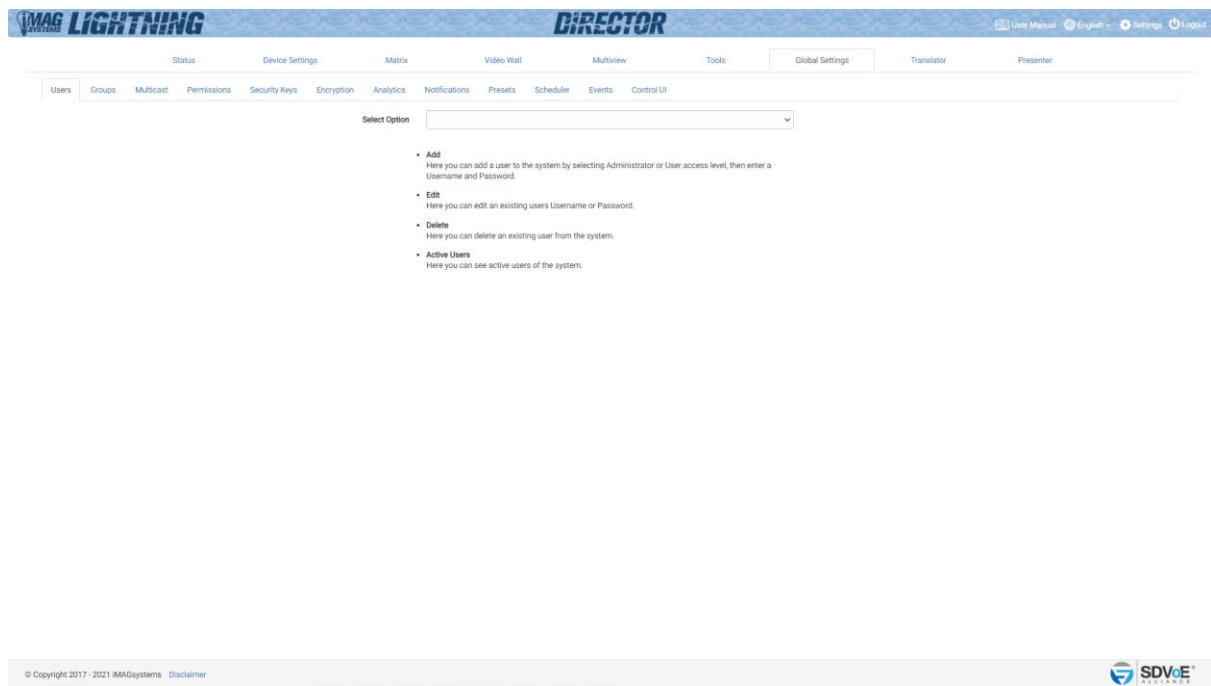 iMAG SYSTEMS LIGHTNING DiRECTOR User Manual English Settings Logout
Status Device Settings Matrix Video Wall Multiview Tools Global Settings Translator Presenter
Users Groups Multicast Permissions Security Keys Encryption Analytics Notifications Presets Scheduler Events Control UI
Select Option
• Add
Here you can add a user to the system by selecting Administrator or User access level, then enter a
Username and Password.
• Edit
Here you can edit an existing users Username or Password.
• Delete
Here you can delete an existing user from the system.
• Active Users
Here you can see active users of the system.
© Copyright 2017 - 2021 IMAGsystems Disclaimer
SDVoE
ALLIANCE